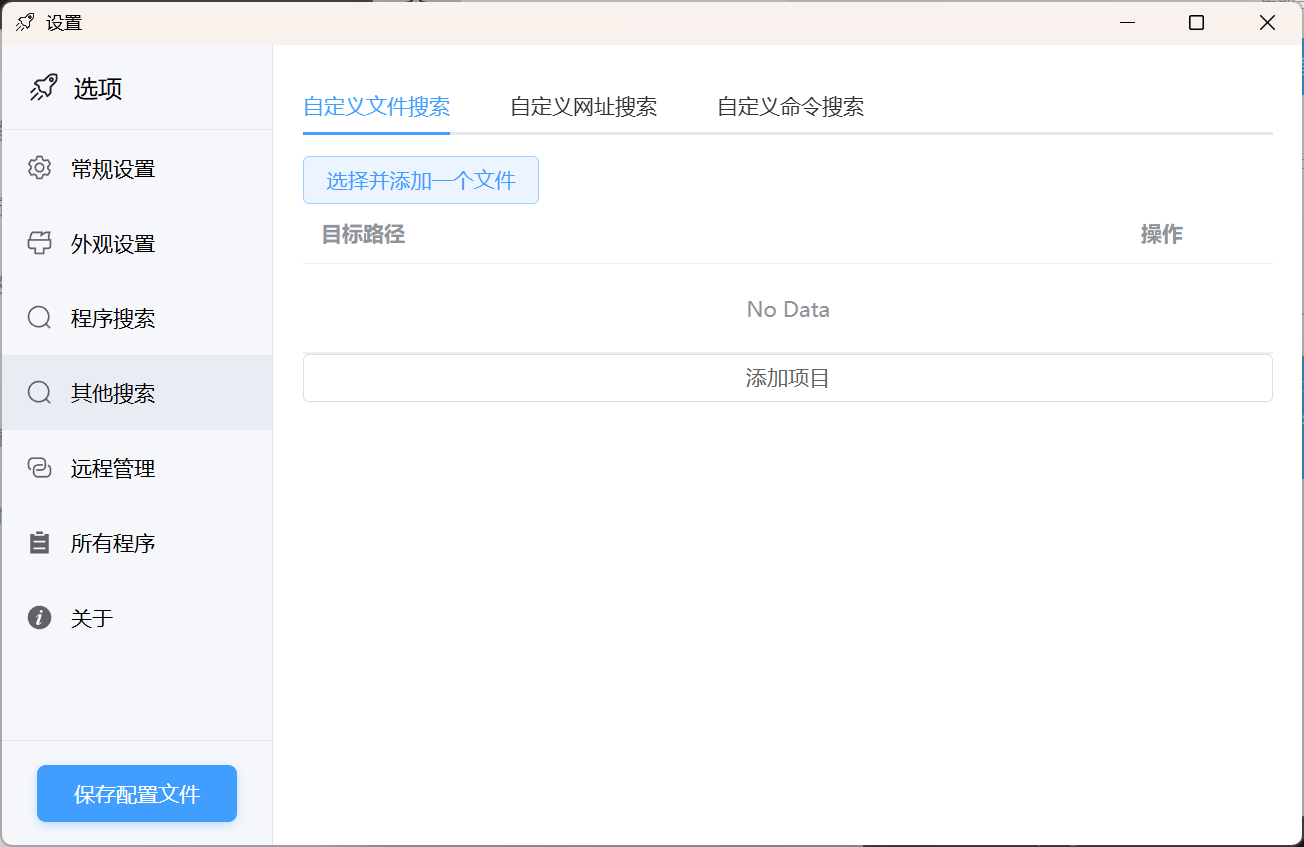 设置
选项
常规设置
外观设置
程序搜索
其他搜索
远程管理
所有程序
关于
保存配置文件
自定义文件搜索 自定义网址搜索 自定义命令搜索
选择并添加一个文件
目标路径 操作
No Data
添加项目